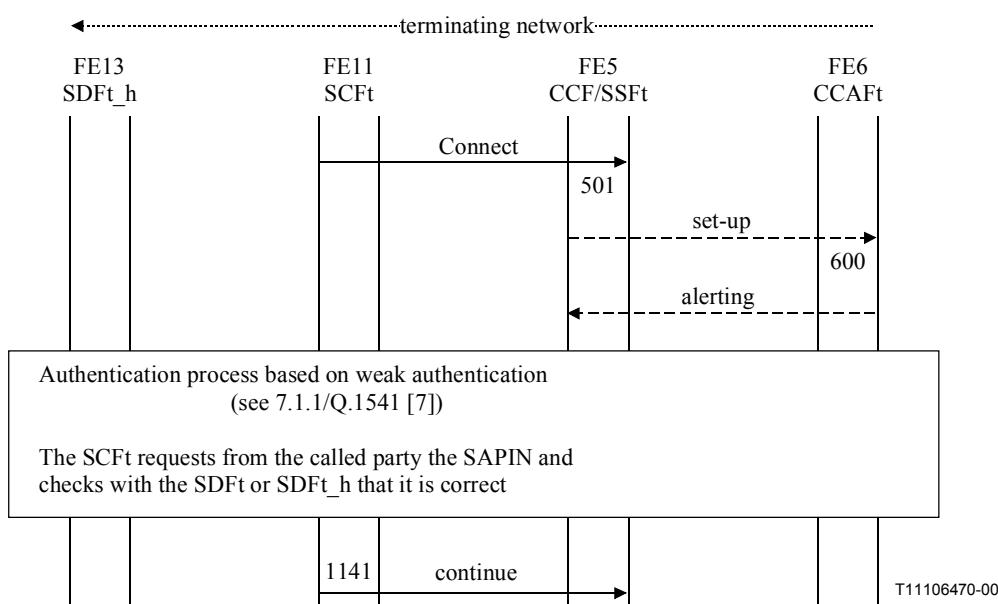 terminating network
FE13 FE11 FE5 FE6
SDFt_h SCFt CCF/SSFt CCAFt
Connect
501
set-up
600
alerting
Authentication process based on weak authentication
(see 7.1.1/Q.1541 [7])
The SCFt requests from the called party the SAPIN and
checks with the SDFt or SDFt_h that it is correct
1141 continue
T11106470-00